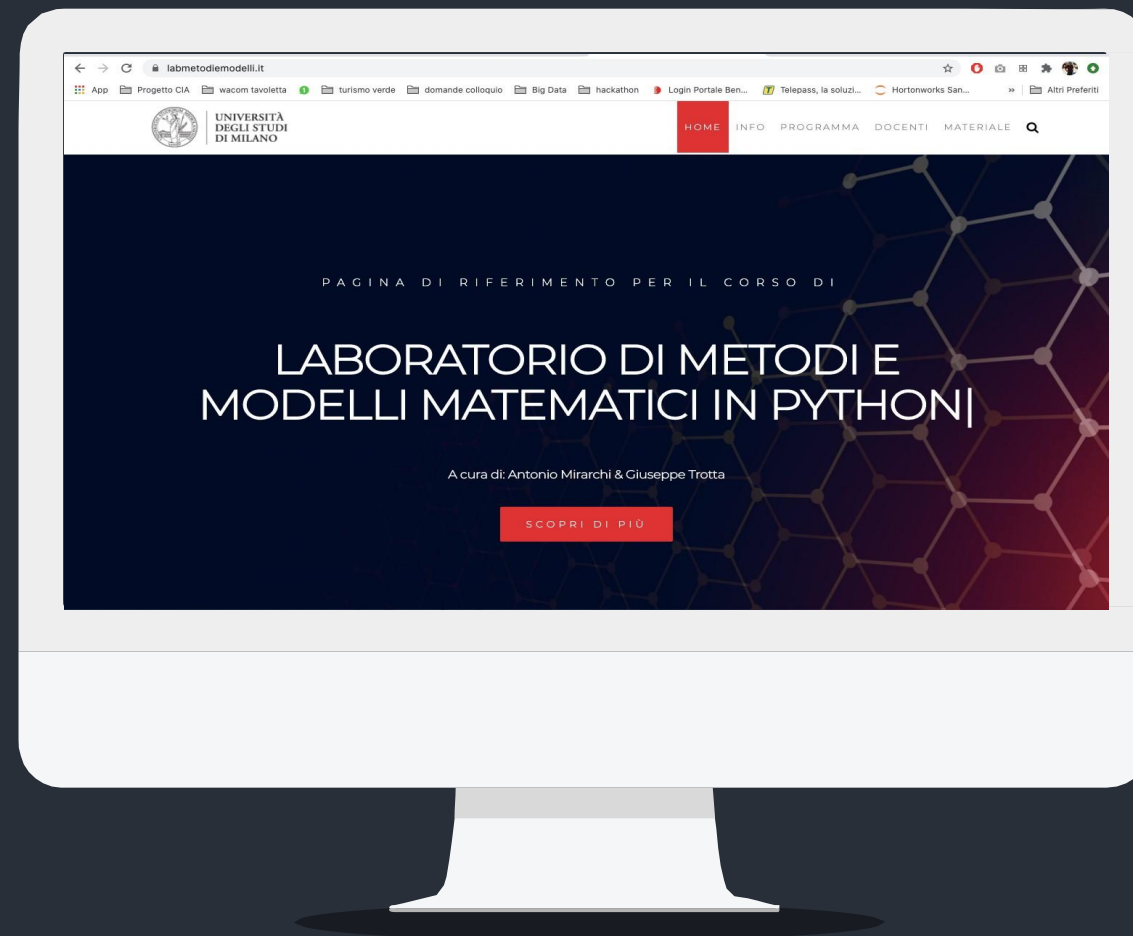 labmetodiemodelli.it
App Progetto CIA wacom tavoletta 1 turismo verde domande colloquio Big Data hackathon Login Portale Ben... Telepass, la soluzi... Hortonworks San... » Altri Preferiti
UNIVERSITÀ
DEGLI STUDI
DI MILANO
HOME INFO PROGRAMMA DOCENTI MATERIALE
PAGINA DI RIFERIMENTO PER IL CORSO DI
LABORATORIO DI METODI E
MODELLI MATEMATICI IN PYTHON|
A cura di: Antonio Mirarchi & Giuseppe Trotta
SCOPRI DI PIÙ